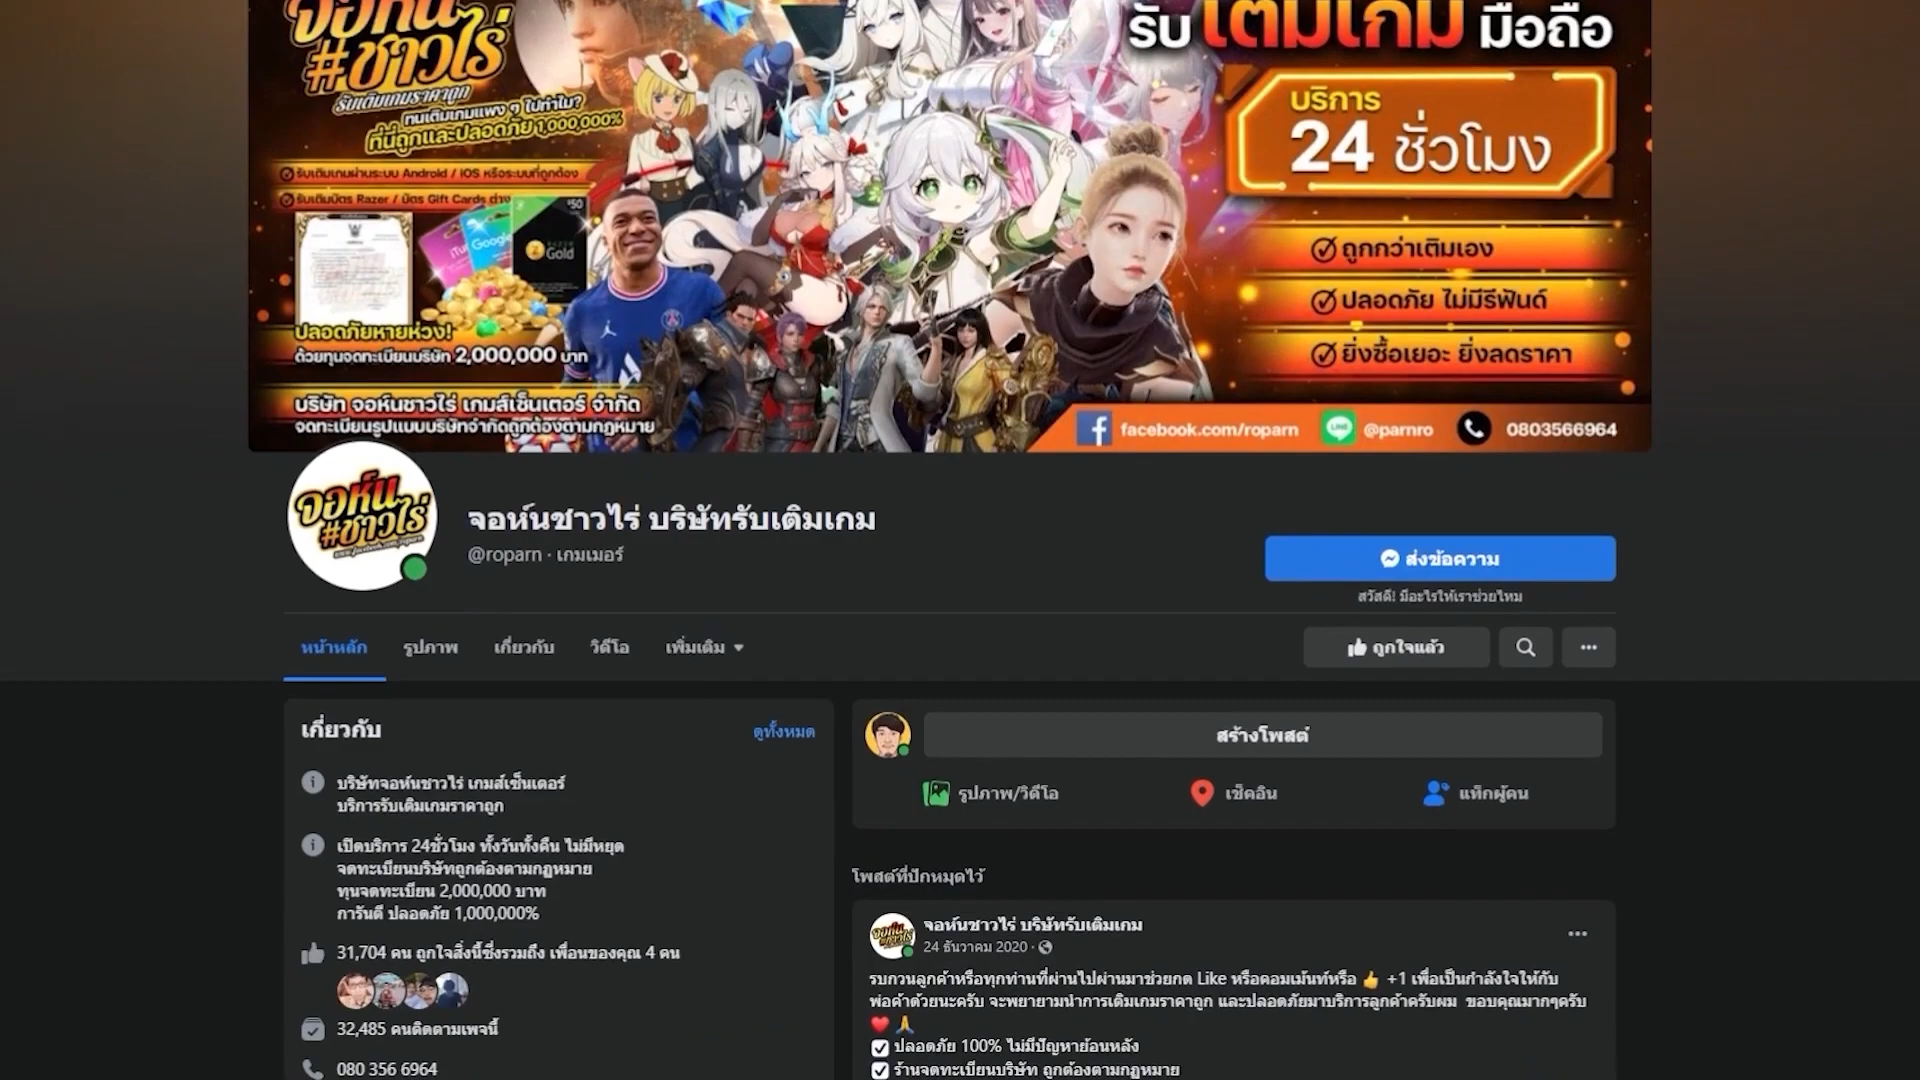 จอห์น
#ชาวไร่
รับเติมเกมราคาถูก
ทนเติมเกมแพง ๆ ไปทำไม?
ที่นี่ถูกและปลอดภัย 1,000,000%
รับเติมเกมผ่านระบบ Android / IOS หรือระบบที่ถูกต้อง
รับเติมบัตร Razer / บัตร Gift Cards ต่าง
$50
Google
Gold
ปลอดภัยหายห่วง!
ด้วยทุนจดทะเบียนบริษัท 2,000,000 บาท
บริษัท จอห์นชาวไร่ เกมส์เซ็นเตอร์ จำกัด
จดทะเบียนรูปแบบบริษัทจำกัดถูกต้องตามกฎหมาย
รับ เติมเกม มือถือ
บริการ
24 ชั่วโมง
ถูกกว่าเติมเอง
ปลอดภัย ไม่มีรีฟันด์
ยิ่งซื้อเยอะ ยิ่งลดราคา
facebook.com/roparn @parnro 0803566964
จอห์น
#ชาวไร่
จอห์นชาวไร่ บริษัทรับเติมเกม
@roparn · เกมเมอร์
ส่งข้อความ
สวัสดี! มีอะไรให้เราช่วยไหม
หน้าหลัก รูปภาพ เกี่ยวกับ วิดีโอ เพิ่มเติม
ถูกใจแล้ว
เกี่ยวกับ
ดูทั้งหมด
บริษัทจอห์นชาวไร่ เกมส์เซ็นเตอร์
บริการรับเติมเกมราคาถูก
เปิดบริการ 24ชั่วโมง ทั้งวันทั้งคืน ไม่มีหยุด
จดทะเบียนบริษัทถูกต้องตามกฏหมาย
ทุนจดทะเบียน 2,000,000 บาท
การันตี ปลอดภัย 1,000,000%
31,704 คน ถูกใจสิ่งนี้ซึ่งรวมถึง เพื่อนของคุณ 4 คน
32,485 คนติดตามเพจนี้
080 356 6964
สร้างโพสต์
รูปภาพ/วิดีโอ เช็คอิน แท็กผู้คน
โพสต์ที่ปักหมุดไว้
จอห์นชาวไร่ บริษัทรับเติมเกม
24 ธันวาคม 2020 ·
รบกวนลูกค้าหรือทุกท่านที่ผ่านไปผ่านมาช่วยกด Like หรือคอมเม้นท์หรือ 👍 +1 เพื่อเป็นกำลังใจให้กับ
พ่อค้าด้วยนะครับ จะพยายามนำการเติมเกมราคาถูก และปลอดภัยมาบริการลูกค้าครับผม ขอบคุณมากๆครับ
❤️ 🙏
ปลอดภัย 100% ไม่มีปัญหาย้อนหลัง
ร้านจดทะเบียนบริษัท ถูกต้องตามกฏหมาย